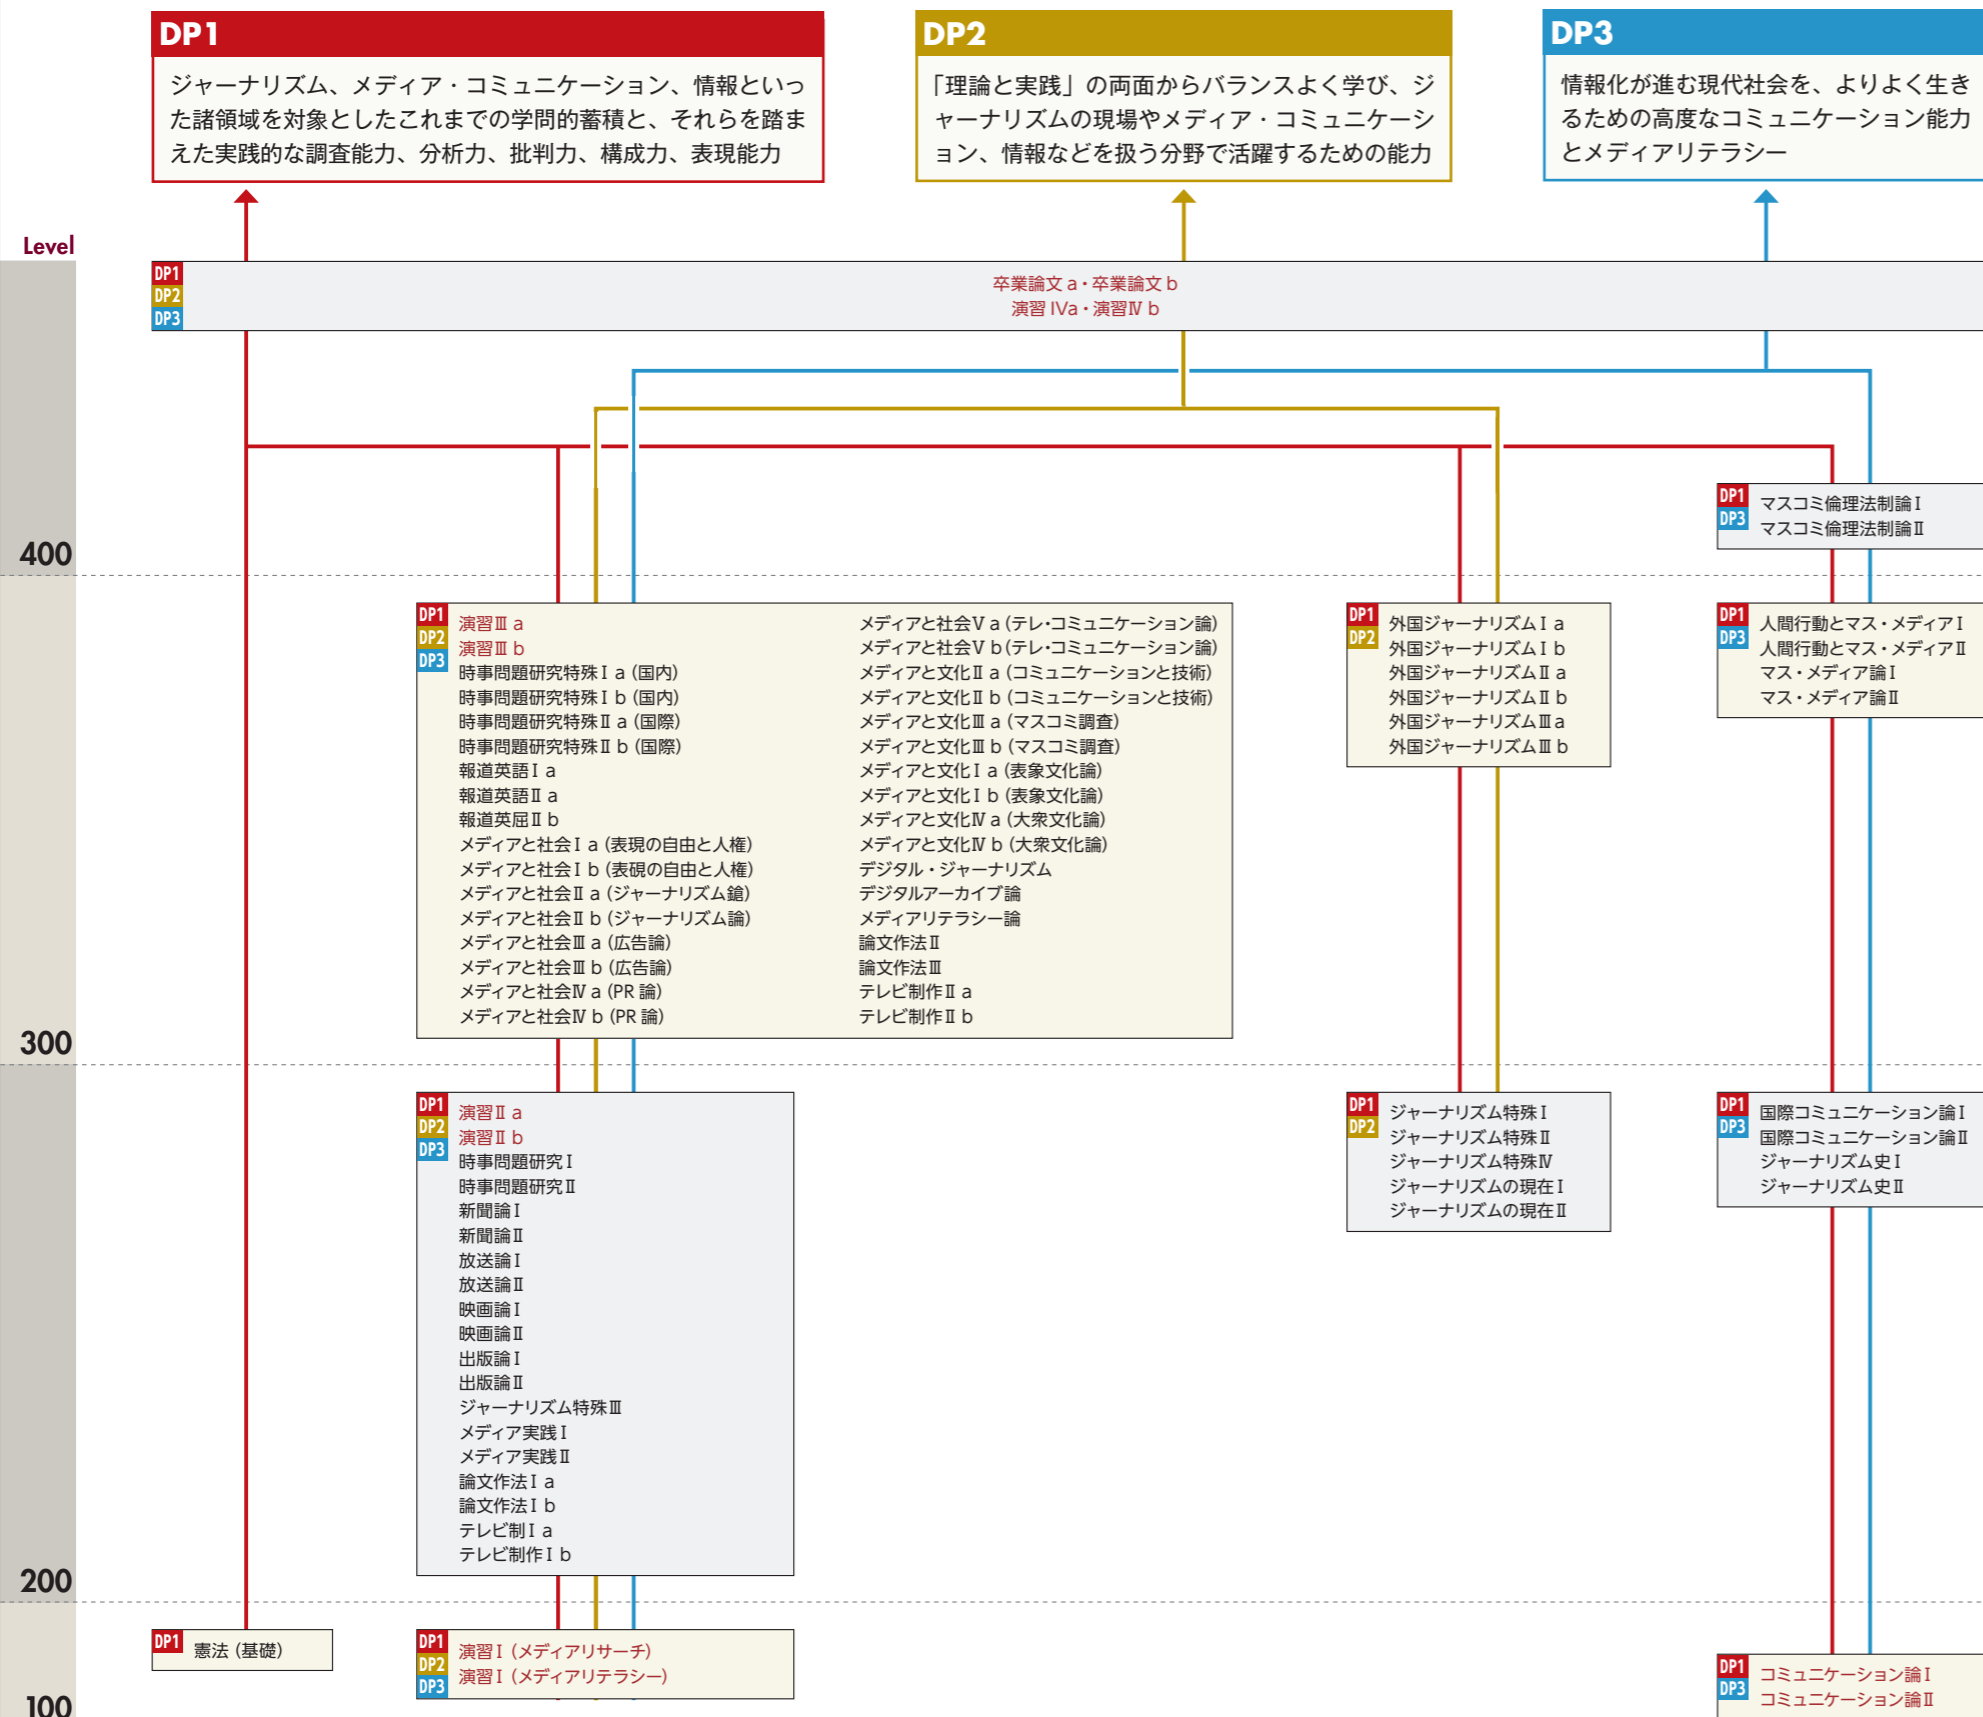 DP1
ジャーナリズム、メディア・コミュニケーション、情報といっ
た諸領域を対象としたこれまでの学問的蓄積と、それらを踏ま
えた実践的な調査能力、分析力、批判力、構成力、表現能力
DP2
「理論と実践」の両面からバランスよく学び、ジ
ャーナリズムの現場やメディア・コミュニケーシ
ョン、情報などを扱う分野で活躍するための能力
DP3
情報化が進む現代社会を、よりよく生き
るための高度なコミュニケーション能力
とメディアリテラシー
Level
DP1
DP2
DP3
卒業論文 a・卒業論文 b
演習 IVa・演習Ⅳ b
DP1
DP3
マスコミ倫理法制論Ⅰ
マスコミ倫理法制論Ⅱ
400
DP1
DP2
DP3
演習Ⅲ a
演習Ⅲ b
時事問題研究特殊Ⅰ a (国内)
時事問題研究特殊Ⅰ b (国内)
時事問題研究特殊Ⅱ a (国際)
時事問題研究特殊Ⅱ b (国際)
報道英語Ⅰ a
報道英語Ⅱ a
報道英屈Ⅱ b
メディアと社会Ⅰ a (表現の自由と人権)
メディアと社会Ⅰ b (表硯の自由と人権)
メディアと社会Ⅱ a (ジャーナリズム鎗)
メディアと社会Ⅱ b (ジャーナリズム論)
メディアと社会Ⅲ a (広告論)
メディアと社会Ⅲ b (広告論)
メディアと社会Ⅳ a (PR 論)
メディアと社会Ⅳ b (PR 論)
メディアと社会Ⅴ a (テレ・コミュニケーション論)
メディアと社会Ⅴ b (テレ・コミュニケーション論)
メディアと文化Ⅱ a (コミュニケーションと技術)
メディアと文化Ⅱ b (コミュニケーションと技術)
メディアと文化Ⅲ a (マスコミ調査)
メディアと文化Ⅲ b (マスコミ調査)
メディアと文化Ⅰ a (表象文化論)
メディアと文化Ⅰ b (表象文化論)
メディアと文化Ⅳ a (大衆文化論)
メディアと文化Ⅳ b (大衆文化論)
デジタル・ジャーナリズム
デジタルアーカイブ論
メディアリテラシー論
論文作法Ⅱ
論文作法Ⅲ
テレビ制作Ⅱ a
テレビ制作Ⅱ b
DP1
DP2
外国ジャーナリズムⅠ a
外国ジャーナリズムⅠ b
外国ジャーナリズムⅡ a
外国ジャーナリズムⅡ b
外国ジャーナリズムⅢ a
外国ジャーナリズムⅢ b
DP1
DP3
人間行動とマス・メディアⅠ
人間行動とマス・メディアⅡ
マス・メディア論Ⅰ
マス・メディア論Ⅱ
300
DP1
DP2
DP3
演習Ⅱ a
演習Ⅱ b
時事問題研究Ⅰ
時事問題研究Ⅱ
新聞論Ⅰ
新聞論Ⅱ
放送論Ⅰ
放送論Ⅱ
映画論Ⅰ
映画論Ⅱ
出版論Ⅰ
出版論Ⅱ
ジャーナリズム特殊Ⅲ
メディア実践Ⅰ
メディア実践Ⅱ
論文作法Ⅰ a
論文作法Ⅰ b
テレビ制Ⅰ a
テレビ制作Ⅰ b
DP1
DP2
ジャーナリズム特殊Ⅰ
ジャーナリズム特殊Ⅱ
ジャーナリズム特殊Ⅳ
ジャーナリズムの現在Ⅰ
ジャーナリズムの現在Ⅱ
DP1
DP3
国際コミュニケーション論Ⅰ
国際コミュニケーション論Ⅱ
ジャーナリズム史Ⅰ
ジャーナリズム史Ⅱ
200
DP1
憲法 (基礎)
DP1
DP2
DP3
演習Ⅰ (メディアリサーチ)
演習Ⅰ (メディアリテラシー)
DP1
DP3
コミュニケーション論Ⅰ
コミュニケーション論Ⅱ
100